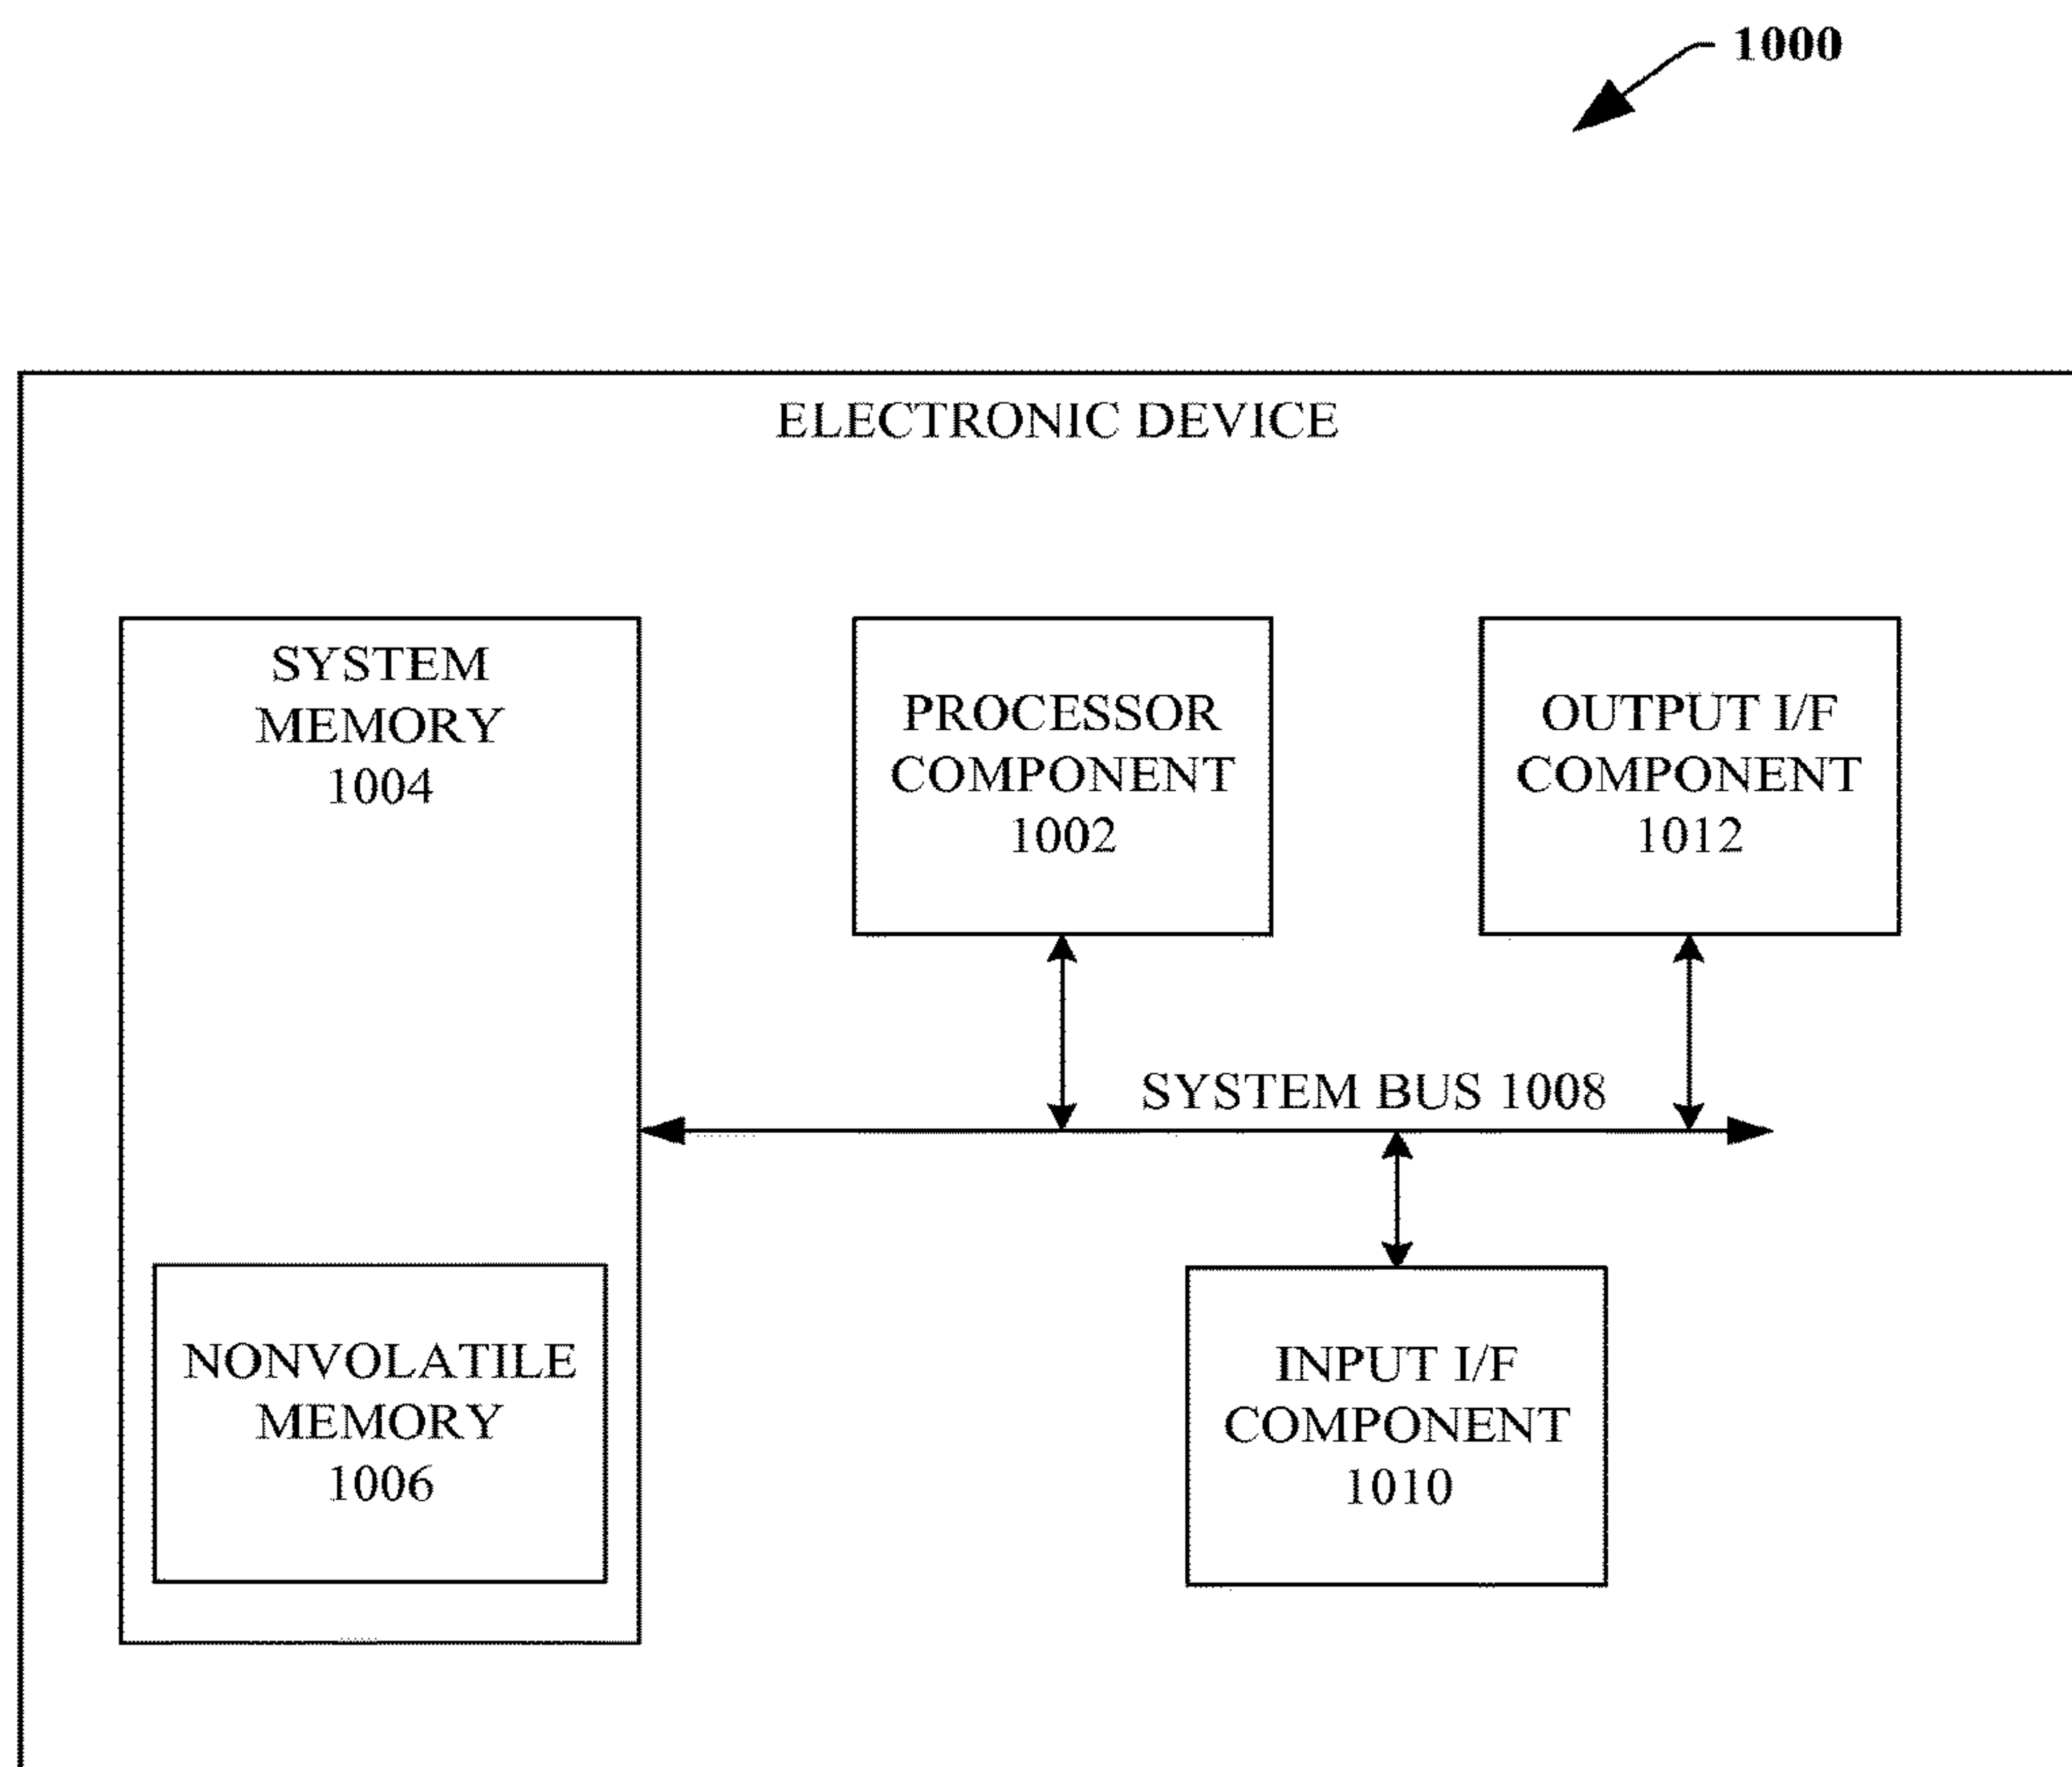 1000
ELECTRONIC DEVICE
SYSTEM
MEMORY
1004
PROCESSOR
COMPONENT
1002
OUTPUT I/F
COMPONENT
1012
SYSTEM BUS 1008
NONVOLATILE
MEMORY
1006
INPUT I/F
COMPONENT
1010